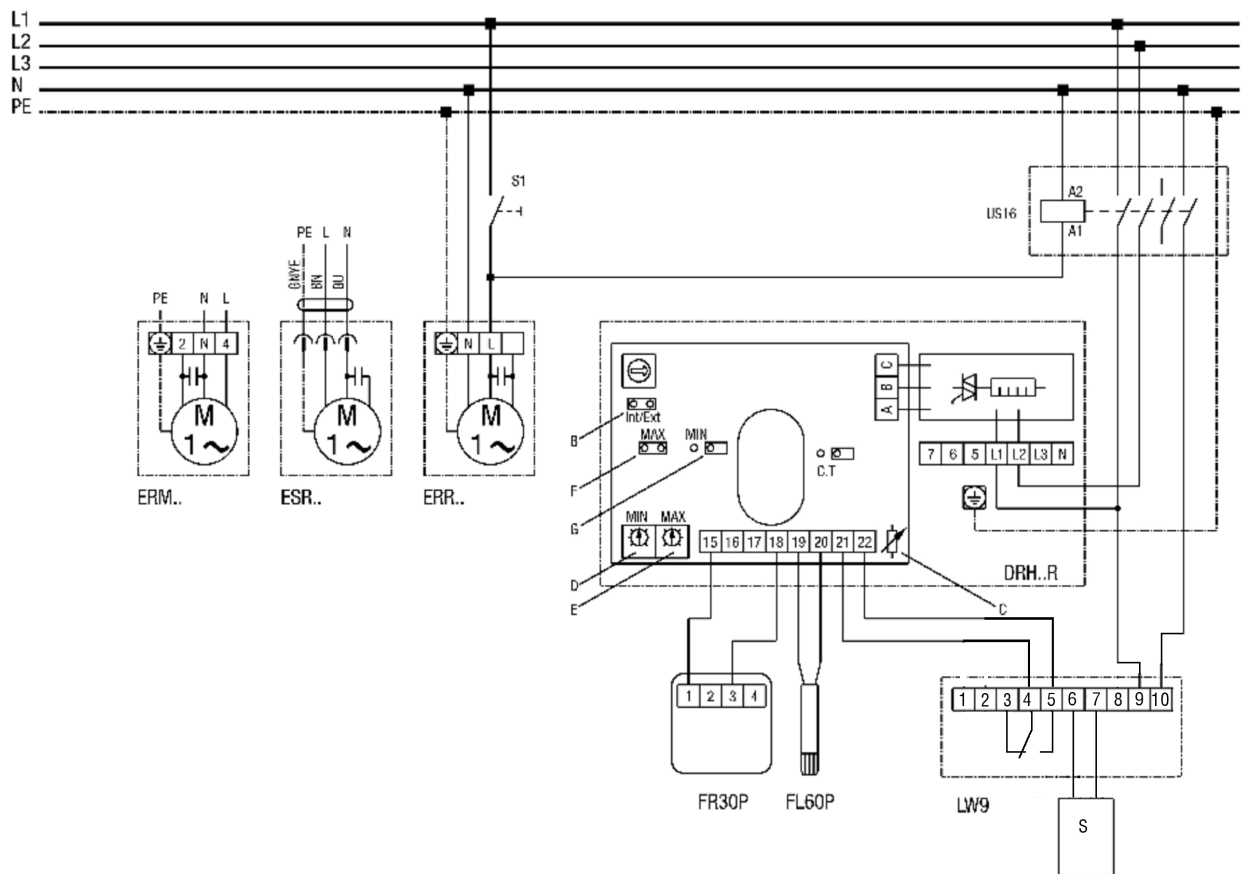 L1
L2
L3
N
PE
S1
US16
A2
A1
PE L N
GNYE
BN
BU
PE N L
2 N 4
M
1~
ERM..
M
1~
ESR..
N L
M
1~
ERR..
Int/Ext
MAX MIN
C.T
MIN MAX
15 16 17 18 19 20 21 22
C
B
A
7 6 5 L1 L2 L3 N
DRH..R
B
F
G
D
E
C
1 2 3 4
FR30P
FL60P
1 2 3 4 5 6 7 8 9 10
LW9
S